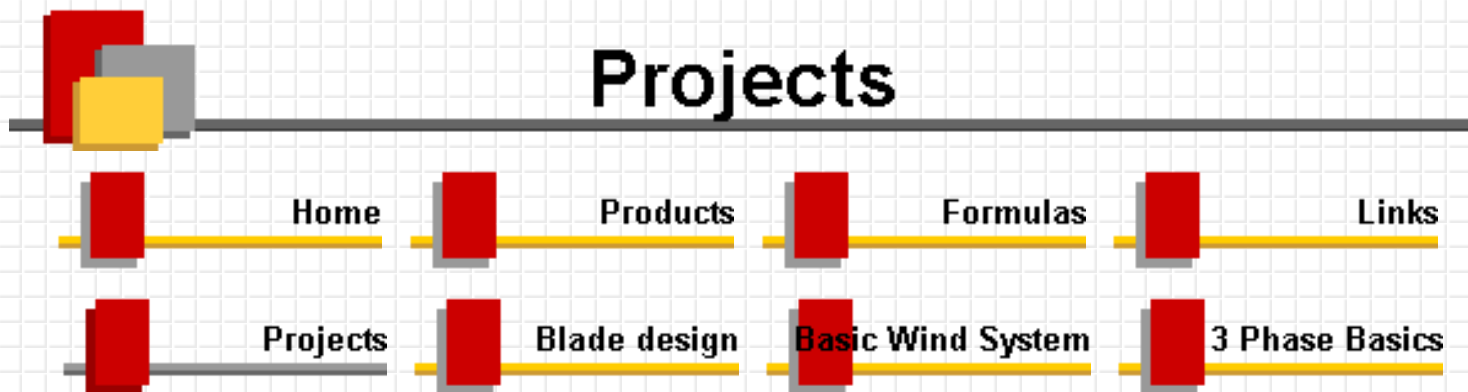 Projects
Home Products Formulas Links
Projects Blade design Basic Wind System 3 Phase Basics